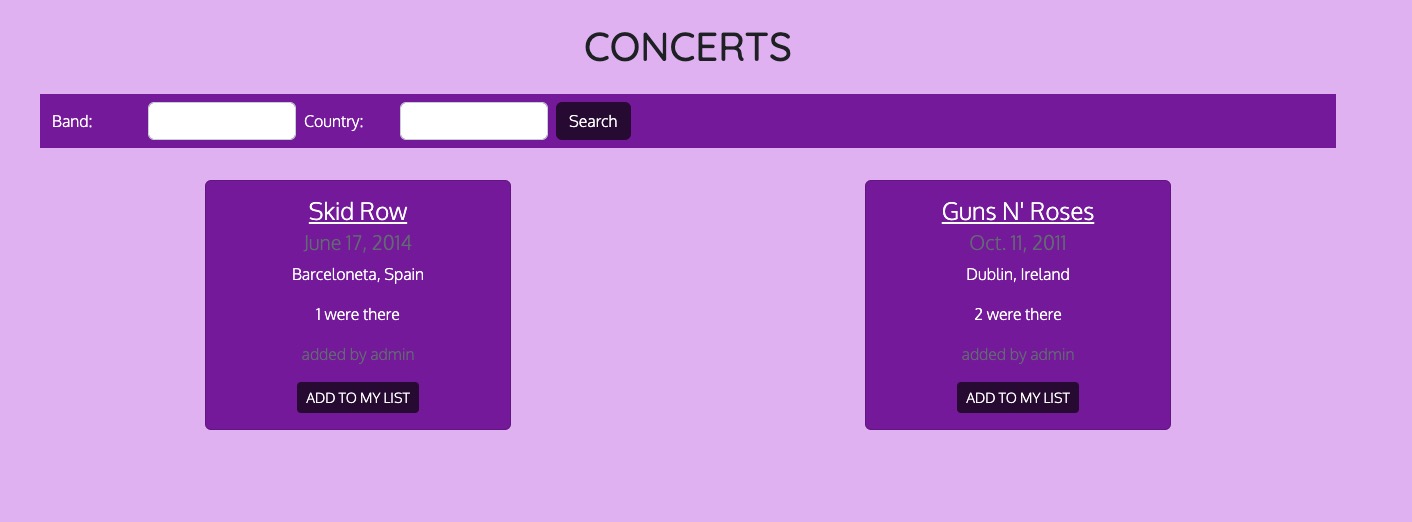 CONCERTS
Band: Country: Search
Skid Row
June 17, 2014
Barceloneta, Spain
1 were there
added by admin
ADD TO MY LIST
Guns N' Roses
Oct. 11, 2011
Dublin, Ireland
2 were there
added by admin
ADD TO MY LIST